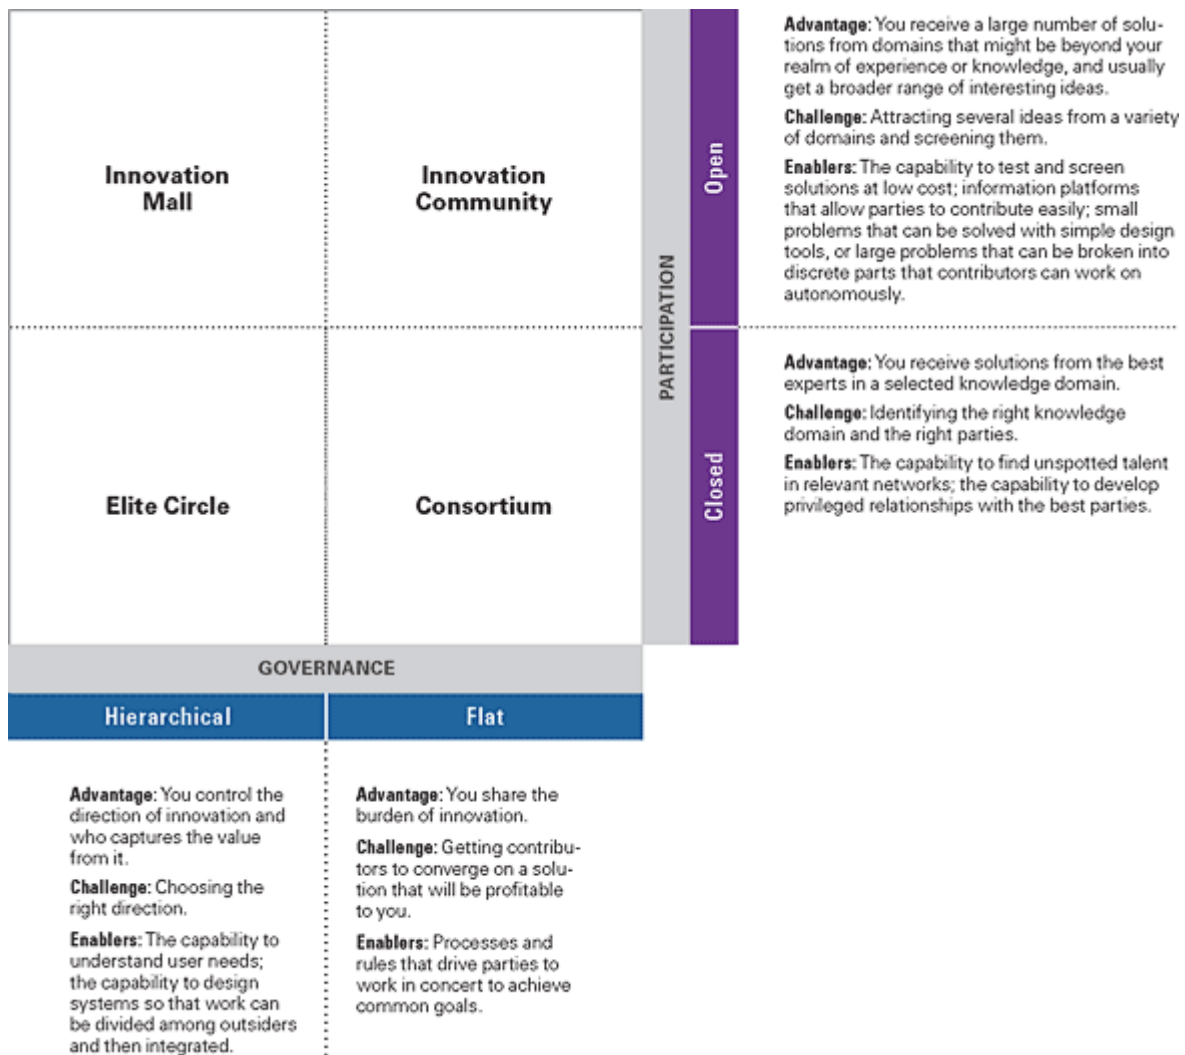 Innovation
Mall
Innovation
Community
Elite Circle
Consortium
PARTICIPATION
Open
Closed
Advantage: You receive a large number of solu-
tions from domains that might be beyond your
realm of experience or knowledge, and usually
get a broader range of interesting ideas.
Challenge: Attracting several ideas from a variety
of domains and screening them.
Enablers: The capability to test and screen
solutions at low cost; information platforms
that allow parties to contribute easily; small
problems that can be solved with simple design
tools, or large problems that can be broken into
discrete parts that contributors can work on
autonomously.
Advantage: You receive solutions from the best
experts in a selected knowledge domain.
Challenge: Identifying the right knowledge
domain and the right parties.
Enablers: The capability to find unspotted talent
in relevant networks; the capability to develop
privileged relationships with the best parties.
GOVERNANCE
Hierarchical
Flat
Advantage: You control the
direction of innovation and
who captures the value
from it.
Challenge: Choosing the
right direction.
Enablers: The capability to
understand user needs;
the capability to design
systems so that work can
be divided among outsiders
and then integrated.
Advantage: You share the
burden of innovation.
Challenge: Getting contribu-
tors to converge on a solu-
tion that will be profitable
to you.
Enablers: Processes and
rules that drive parties to
work in concert to achieve
common goals.